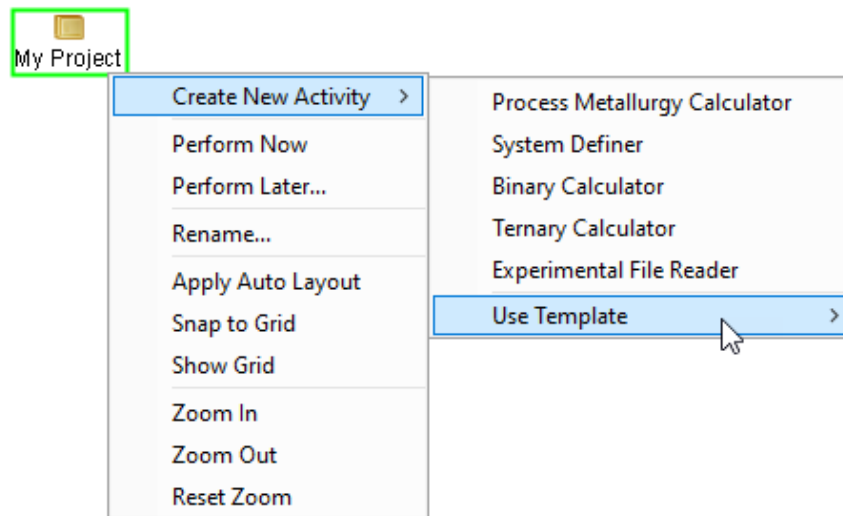 My Project
Create New Activity
Perform Now
Perform Later...
Rename...
Apply Auto Layout
Snap to Grid
Show Grid
Zoom In
Zoom Out
Reset Zoom
Process Metallurgy Calculator
System Definer
Binary Calculator
Ternary Calculator
Experimental File Reader
Use Template